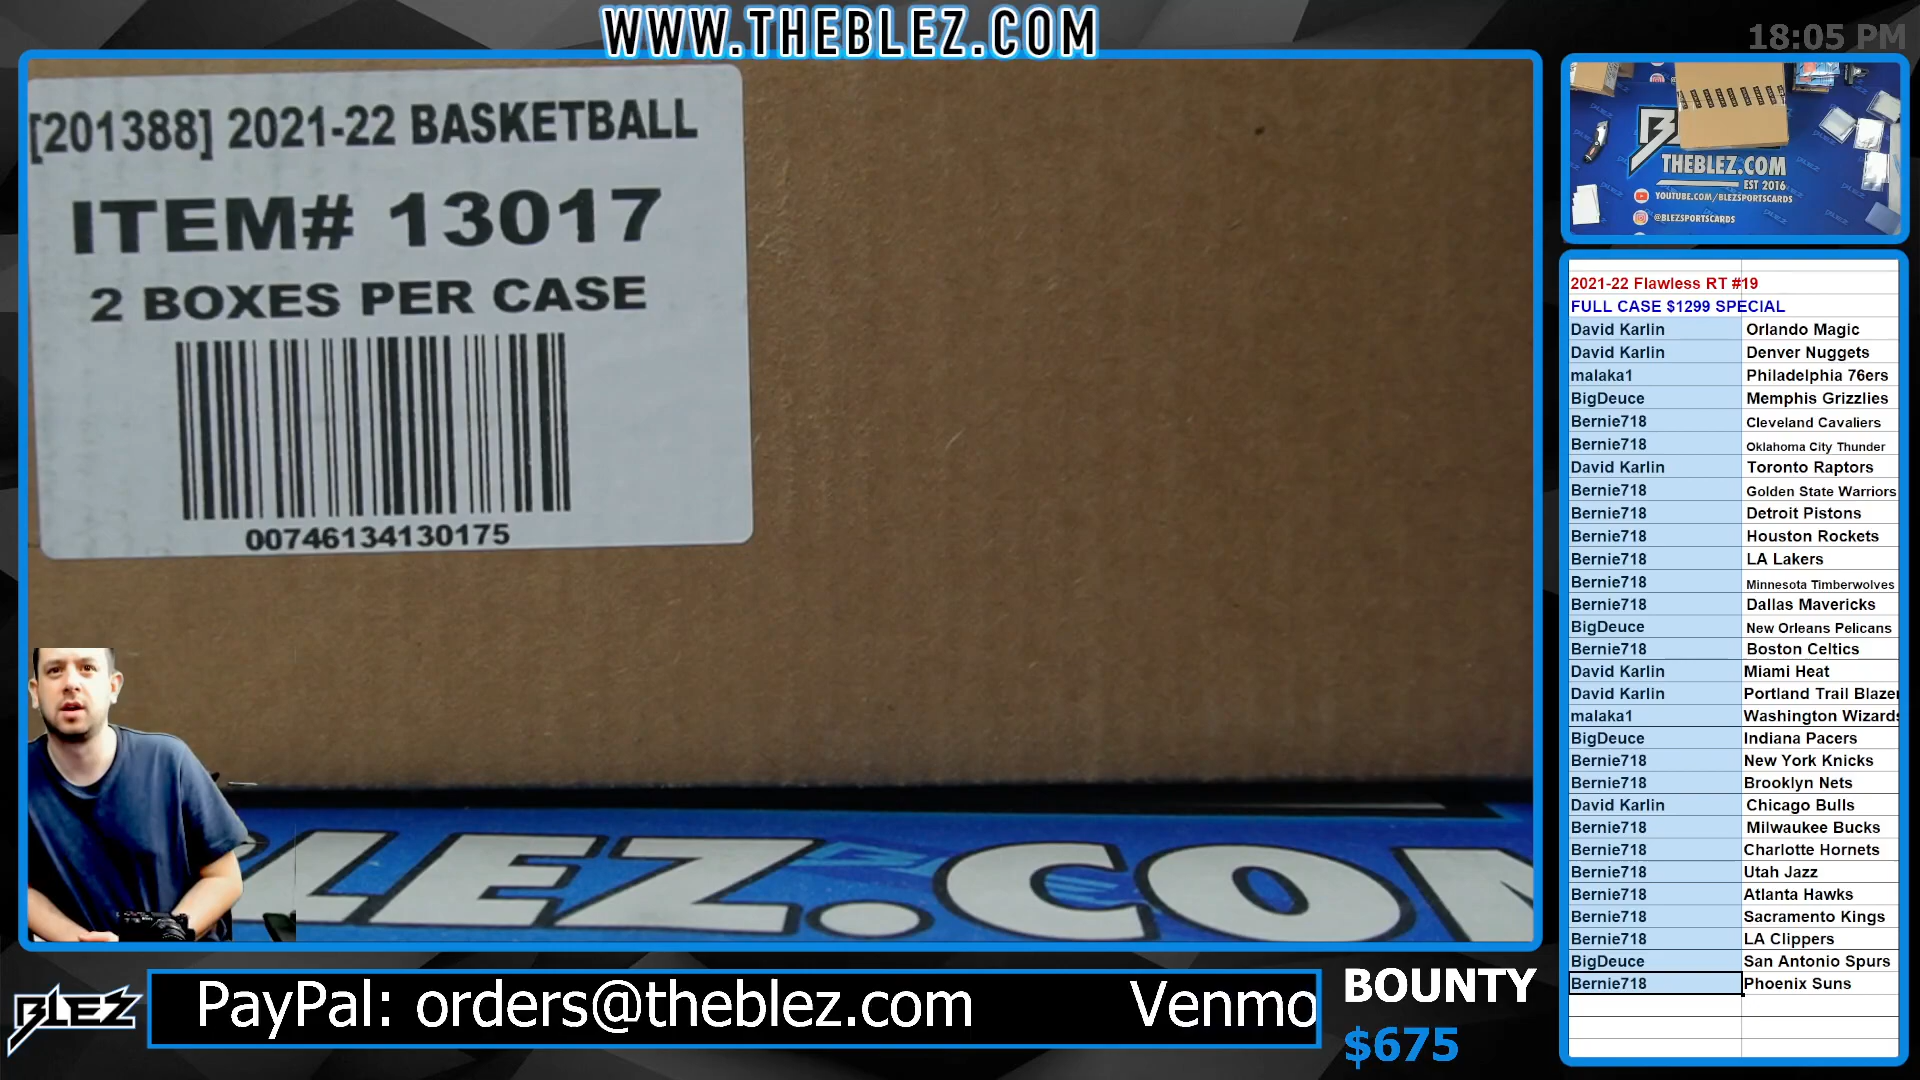 WWW.THEBLEZ.COM
18:05 PM
[201388] 2021-22 BASKETBALL
ITEM# 13017
2 BOXES PER CASE
00746134130175
THEBLEZ.COM
EST 2016
YOUTUBE.COM/BLEZSPORTSCARDS
@BLEZSPORTSCARDS
2021-22 Flawless RT #19
FULL CASE $1299 SPECIAL
David Karlin Orlando Magic
David Karlin Denver Nuggets
malaka1 Philadelphia 76ers
BigDeuce Memphis Grizzlies
Bernie718 Cleveland Cavaliers
Bernie718 Oklahoma City Thunder
David Karlin Toronto Raptors
Bernie718 Golden State Warriors
Bernie718 Detroit Pistons
Bernie718 Houston Rockets
Bernie718 LA Lakers
Bernie718 Minnesota Timberwolves
Bernie718 Dallas Mavericks
BigDeuce New Orleans Pelicans
Bernie718 Boston Celtics
David Karlin Miami Heat
David Karlin Portland Trail Blazer
malaka1 Washington Wizards
BigDeuce Indiana Pacers
Bernie718 New York Knicks
Bernie718 Brooklyn Nets
David Karlin Chicago Bulls
Bernie718 Milwaukee Bucks
Bernie718 Charlotte Hornets
Bernie718 Utah Jazz
Bernie718 Atlanta Hawks
Bernie718 Sacramento Kings
Bernie718 LA Clippers
BigDeuce San Antonio Spurs
Bernie718 Phoenix Suns
LEZ.COM
BLEZ
PayPal: orders@theblez.com Venmo
BOUNTY
$675